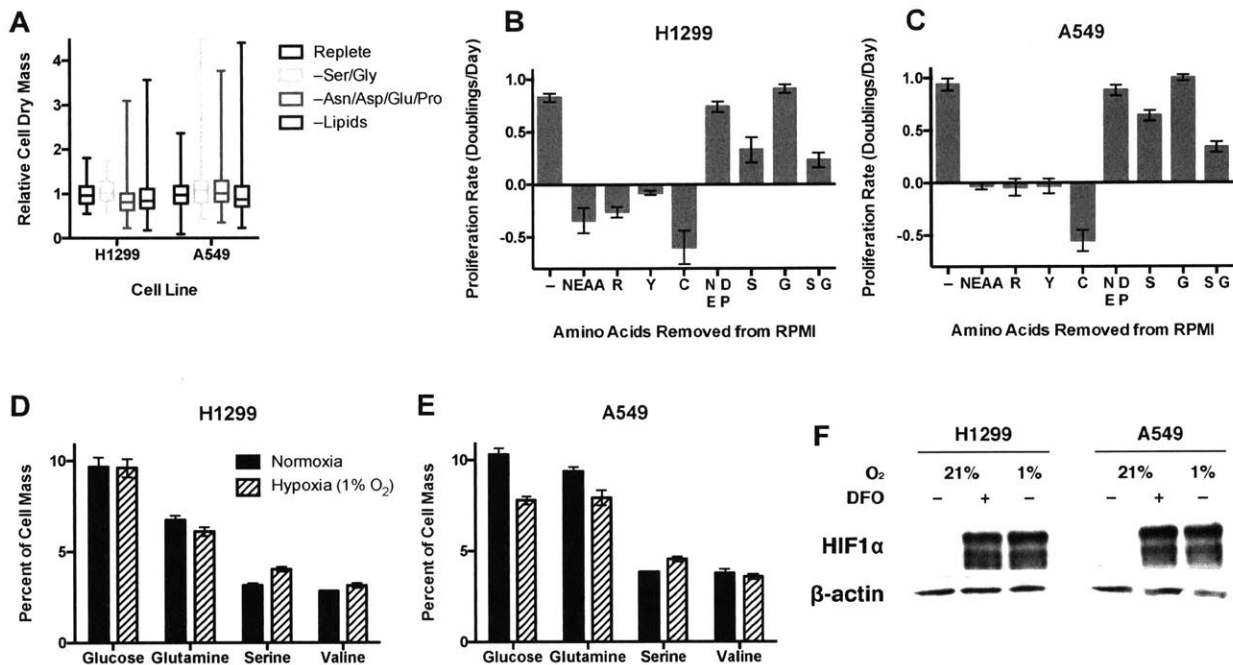 A
Relative Cell Dry Mass
4
3
2
1
0
H1299
A549
Cell Line
Replete
–Ser/Gly
–Asn/Asp/Glu/Pro
–Lipids
B
H1299
Proliferation Rate (Doublings/Day)
1.0
0.5
0.0
-0.5
– NEAA R Y C N D S G S G
E P
Amino Acids Removed from RPMI
C
A549
Proliferation Rate (Doublings/Day)
1.0
0.5
0.0
-0.5
– NEAA R Y C N D S G S G
E P
Amino Acids Removed from RPMI
D
H1299
Percent of Cell Mass
10
5
0
Glucose Glutamine Serine Valine
Normoxia
Hypoxia (1% O₂)
E
A549
Percent of Cell Mass
10
5
0
Glucose Glutamine Serine Valine
F
H1299 A549
O₂ 21% 1% 21% 1%
DFO – + – – + –
HIF1α
β-actin